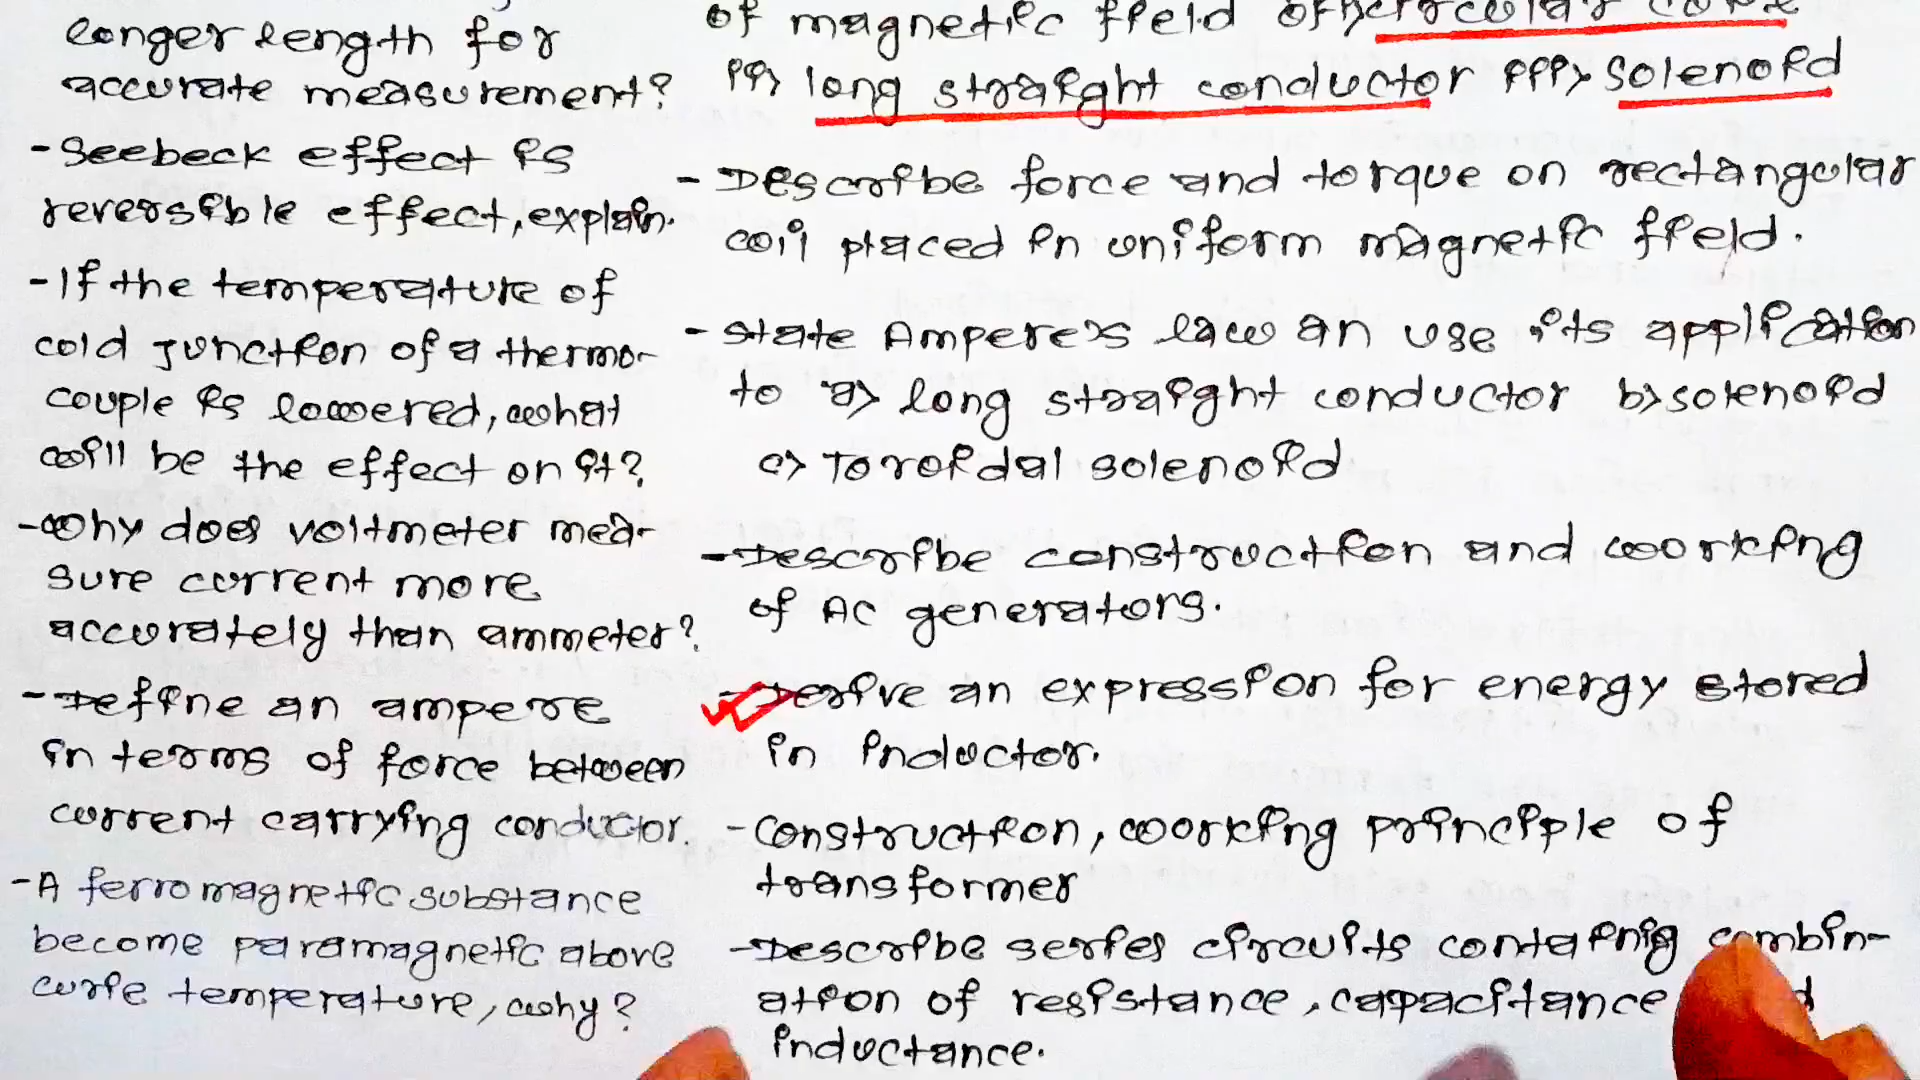 longer length for
accurate measurement?
-Seebeck effect is
reversible effect, explain.
-If the temperature of
cold junction of a thermo-
couple is lowered, what
will be the effect on it?
-Why does voltmeter mea-
sure current more
accurately than ammeter?
-Define an ampere
in terms of force between
current carrying conductor.
-A ferromagnetic substance
become paramagnetic above
curie temperature, why?
of magnetic field of i> circular
ii> long straight conductor iii> solenoid
- Describe force and torque on rectangular
coil placed in uniform magnetic field.
- State Ampere's law an use its application
to a> long straight conductor b> solenoid
c> Toroidal solenoid
-Describe construction and working
of AC generators.
-Derive an expression for energy stored
in inductor.
-Construction, working principle of
transformer
-Describe series circuits containig combin-
ation of resistance, capacitance
inductance.